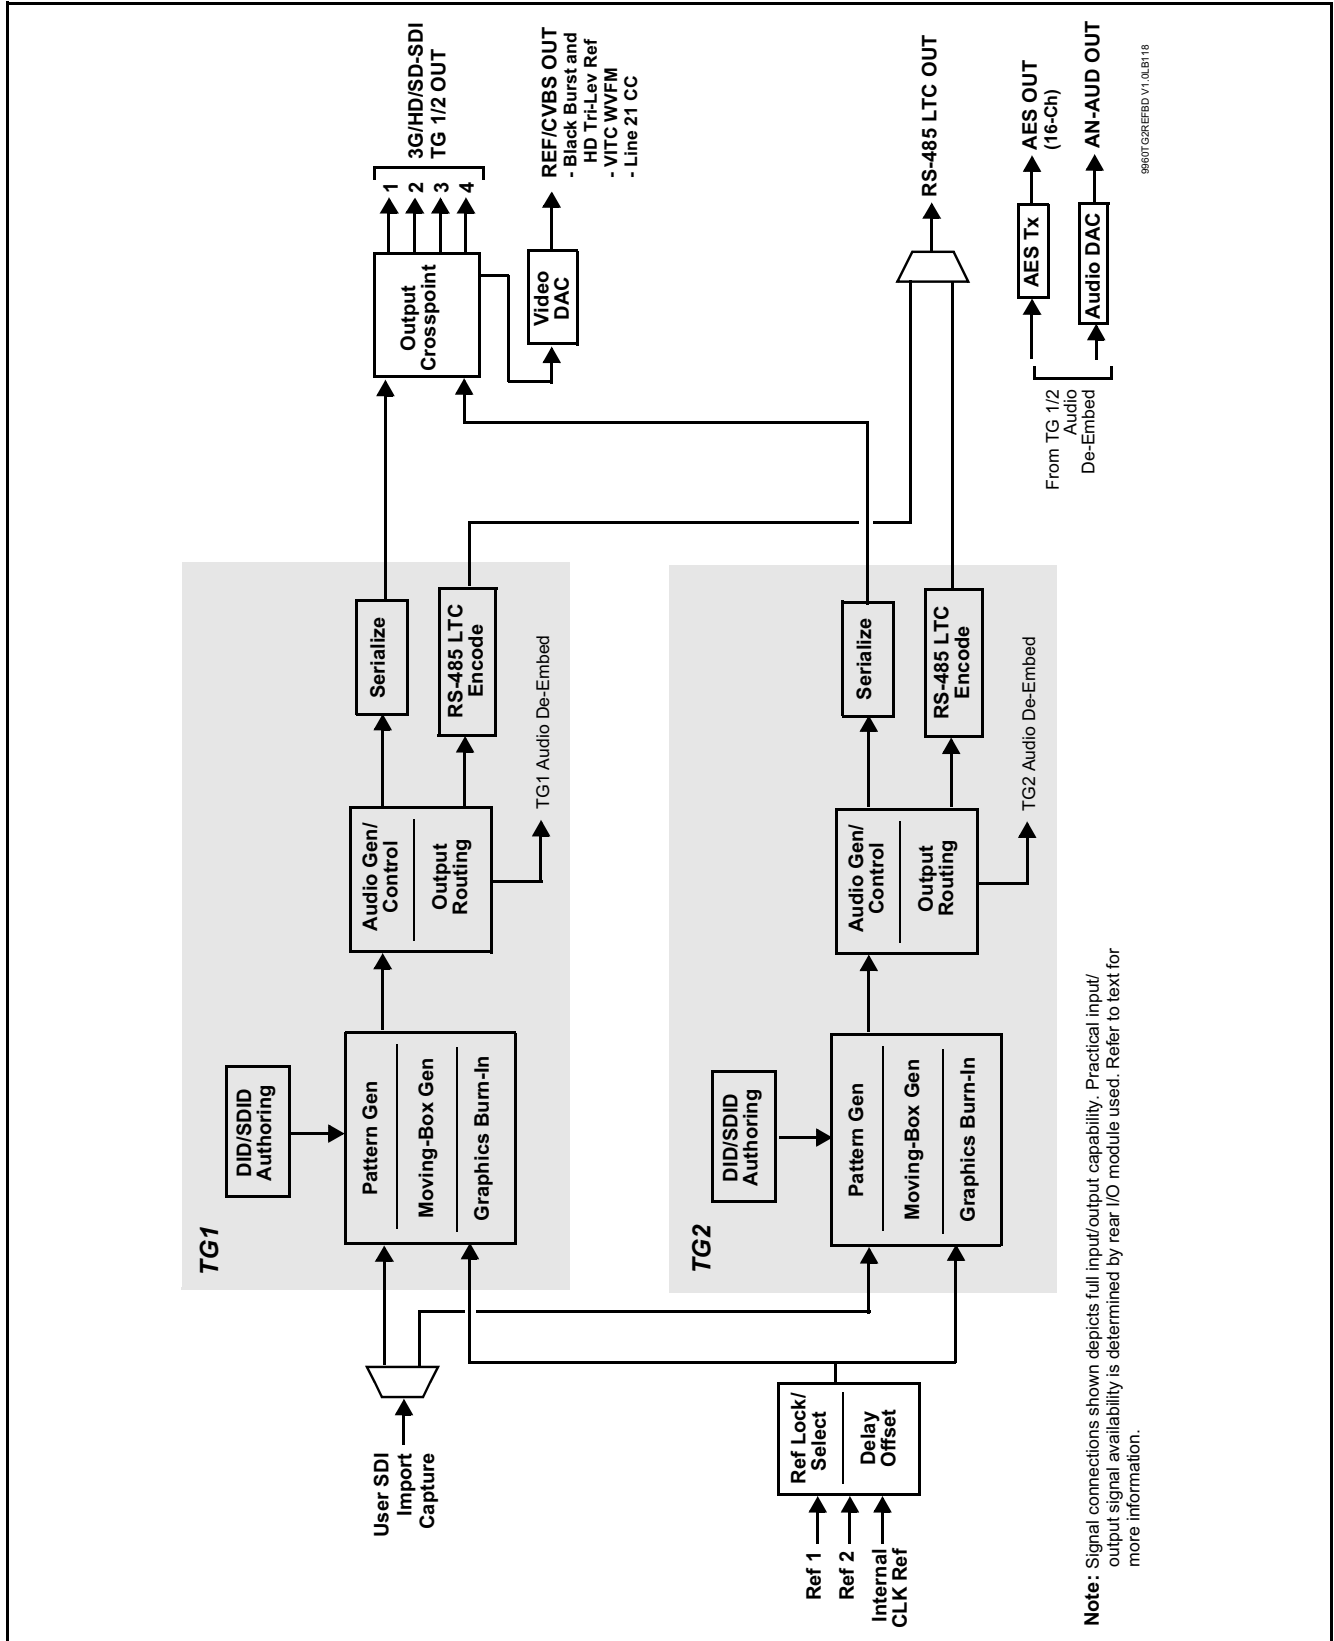 3G/HD/SD-SDI
TG 1/2 OUT
1
2
3
4
REF/CVBS OUT
- Black Burst and
HD Tri-Lev Ref
- VITC WVFM
- Line 21 CC
RS-485 LTC OUT
AES OUT
(16-Ch)
AN-AUD OUT
9960TG2REFBD V1.0LB118
Output
Crosspoint
Video
DAC
AES Tx
Audio DAC
From TG 1/2
Audio
De-Embed
TG1
DID/SDID
Authoring
Pattern Gen
Moving-Box Gen
Graphics Burn-In
Audio Gen/
Control
Output
Routing
Serialize
RS-485 LTC
Encode
TG1 Audio De-Embed
TG2
DID/SDID
Authoring
Pattern Gen
Moving-Box Gen
Graphics Burn-In
Audio Gen/
Control
Output
Routing
Serialize
RS-485 LTC
Encode
TG2 Audio De-Embed
User SDI
Import
Capture
Ref Lock/
Select
Delay
Offset
Ref 1
Ref 2
Internal
CLK Ref
Note: Signal connections shown depicts full input/output capability. Practical input/
output signal availability is determined by rear I/O module used. Refer to text for
more information.